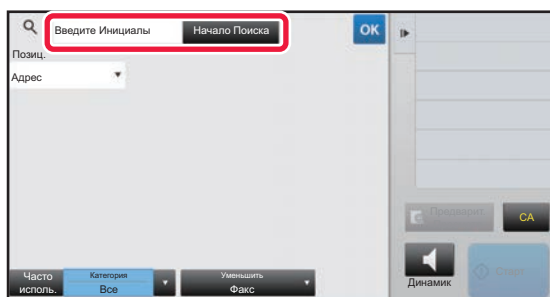 Введите Инициалы
Начало Поиска
OK
Позиц.
Адрес
Предварит.
CA
Динамик
Старт
Часто
исполь.
Категория
Все
Уменьшить
Факс